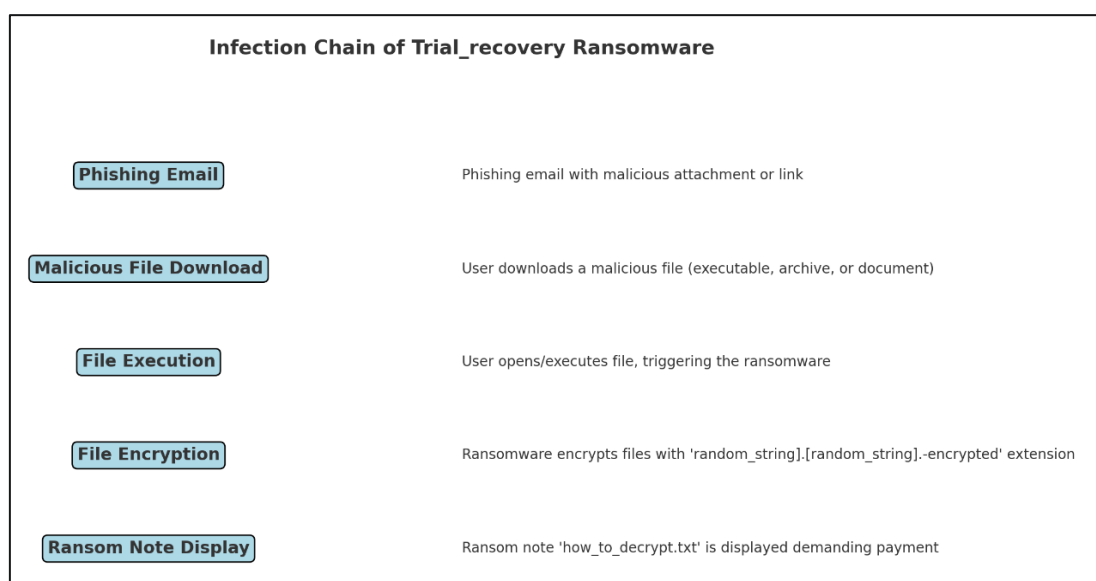 Infection Chain of Trial_recovery Ransomware
Phishing Email
Phishing email with malicious attachment or link
Malicious File Download
User downloads a malicious file (executable, archive, or document)
File Execution
User opens/executes file, triggering the ransomware
File Encryption
Ransomware encrypts files with 'random_string].[random_string].-encrypted' extension
Ransom Note Display
Ransom note 'how_to_decrypt.txt' is displayed demanding payment